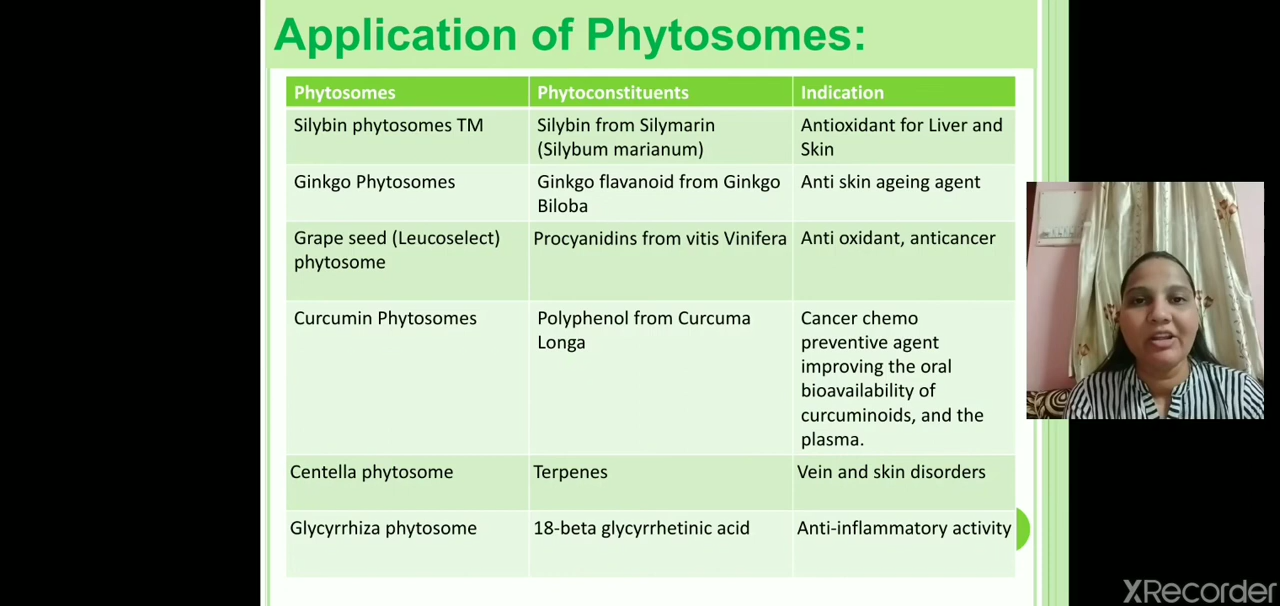 Application of Phytosomes:
Phytosomes Phytoconstituents Indication
Silybin phytosomes TM Silybin from Silymarin Antioxidant for Liver and
(Silybum marianum) Skin
Ginkgo Phytosomes Ginkgo flavanoid from Ginkgo Anti skin ageing agent
Biloba
Grape seed (Leucoselect) Procyanidins from vitis Vinifera Anti oxidant, anticancer
phytosome
Curcumin Phytosomes Polyphenol from Curcuma Cancer chemo
Longa preventive agent
improving the oral
bioavailability of
curcuminoids, and the
plasma.
Centella phytosome Terpenes Vein and skin disorders
Glycyrrhiza phytosome 18-beta glycyrrhetinic acid Anti-inflammatory activity
XRecorder